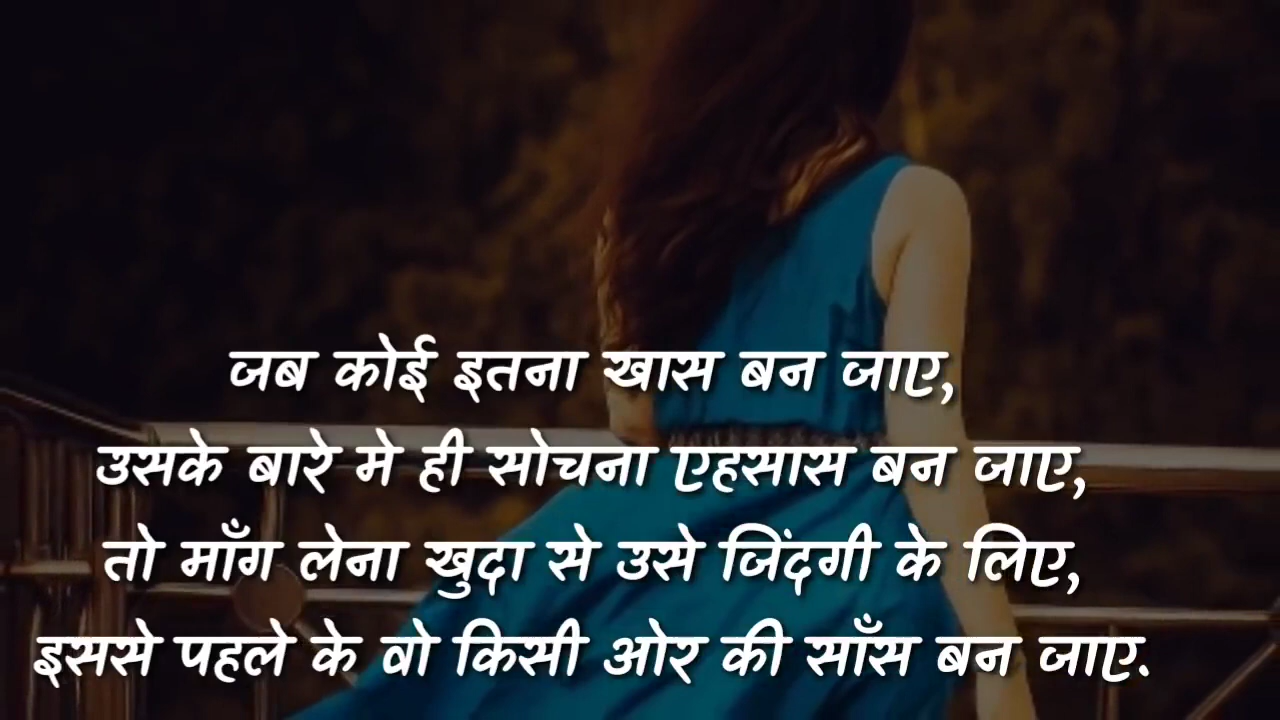 जब कोई इतना खास बन जाए,
उसके बारे मे ही सोचना एहसास बन जाए,
तो माँग लेना खुदा से उसे जिंदगी के लिए,
इससे पहले के वो किसी ओर की साँस बन जाए.